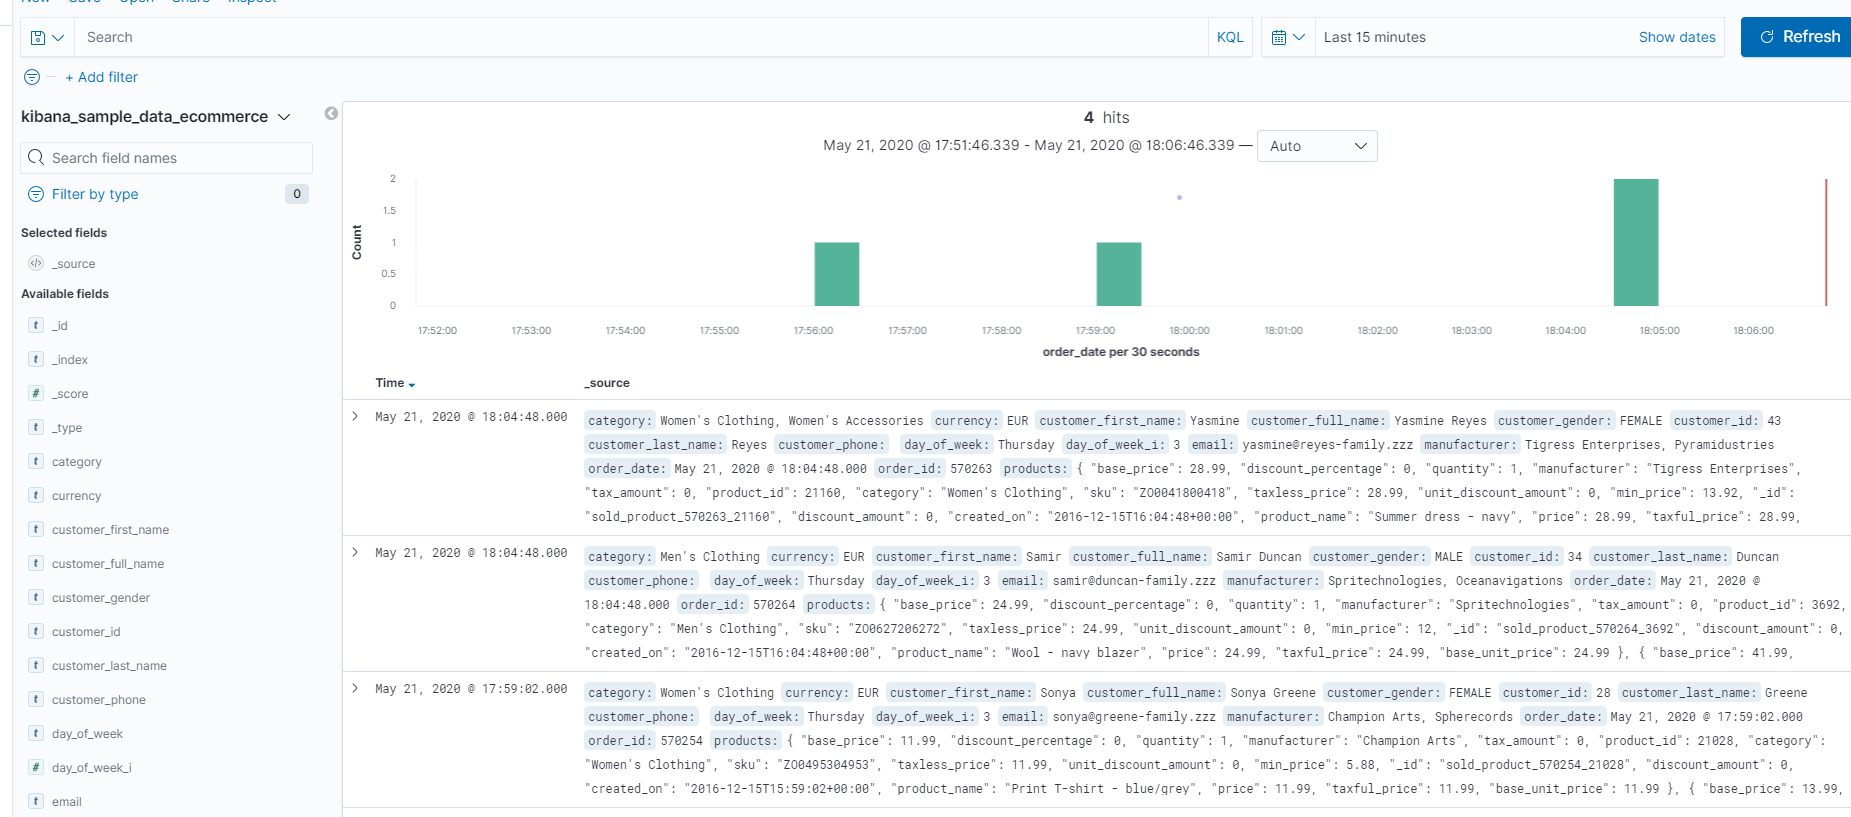 New Save Open Share Inspect
Search KQL Last 15 minutes Show dates Refresh
+ Add filter
kibana_sample_data_ecommerce
Search field names
Filter by type 0
Selected fields
_source
Available fields
_id
_index
_score
_type
category
currency
customer_first_name
customer_full_name
customer_gender
customer_id
customer_last_name
customer_phone
day_of_week
day_of_week_i
email
4 hits
May 21, 2020 @ 17:51:46.339 - May 21, 2020 @ 18:06:46.339 — Auto
Count
2
1.5
1
0.5
0
17:52:00 17:53:00 17:54:00 17:55:00 17:56:00 17:57:00 17:58:00 17:59:00 18:00:00 18:01:00 18:02:00 18:03:00 18:04:00 18:05:00 18:06:00
order_date per 30 seconds
Time _source
May 21, 2020 @ 18:04:48.000 category: Women's Clothing, Women's Accessories currency: EUR customer_first_name: Yasmine customer_full_name: Yasmine Reyes customer_gender: FEMALE customer_id: 43
customer_last_name: Reyes customer_phone: day_of_week: Thursday day_of_week_i: 3 email: yasmine@reyes-family.zzz manufacturer: Tigress Enterprises, Pyramidustries
order_date: May 21, 2020 @ 18:04:48.000 order_id: 570263 products: { "base_price": 28.99, "discount_percentage": 0, "quantity": 1, "manufacturer": "Tigress Enterprises",
"tax_amount": 0, "product_id": 21160, "category": "Women's Clothing", "sku": "ZO0041800418", "taxless_price": 28.99, "unit_discount_amount": 0, "min_price": 13.92, "_id":
"sold_product_570263_21160", "discount_amount": 0, "created_on": "2016-12-15T16:04:48+00:00", "product_name": "Summer dress - navy", "price": 28.99, "taxful_price": 28.99,
May 21, 2020 @ 18:04:48.000 category: Men's Clothing currency: EUR customer_first_name: Samir customer_full_name: Samir Duncan customer_gender: MALE customer_id: 34 customer_last_name: Duncan
customer_phone: day_of_week: Thursday day_of_week_i: 3 email: samir@duncan-family.zzz manufacturer: Spritechnologies, Oceanavigations order_date: May 21, 2020 @
18:04:48.000 order_id: 570264 products: { "base_price": 24.99, "discount_percentage": 0, "quantity": 1, "manufacturer": "Spritechnologies", "tax_amount": 0, "product_id": 3692,
"category": "Men's Clothing", "sku": "ZO0627206272", "taxless_price": 24.99, "unit_discount_amount": 0, "min_price": 12, "_id": "sold_product_570264_3692", "discount_amount": 0,
"created_on": "2016-12-15T16:04:48+00:00", "product_name": "Wool - navy blazer", "price": 24.99, "taxful_price": 24.99, "base_unit_price": 24.99 }, { "base_price": 41.99,
May 21, 2020 @ 17:59:02.000 category: Women's Clothing currency: EUR customer_first_name: Sonya customer_full_name: Sonya Greene customer_gender: FEMALE customer_id: 28 customer_last_name: Greene
customer_phone: day_of_week: Thursday day_of_week_i: 3 email: sonya@greene-family.zzz manufacturer: Champion Arts, Spherecords order_date: May 21, 2020 @ 17:59:02.000
order_id: 570254 products: { "base_price": 11.99, "discount_percentage": 0, "quantity": 1, "manufacturer": "Champion Arts", "tax_amount": 0, "product_id": 21028, "category":
"Women's Clothing", "sku": "ZO0495304953", "taxless_price": 11.99, "unit_discount_amount": 0, "min_price": 5.88, "_id": "sold_product_570254_21028", "discount_amount": 0,
"created_on": "2016-12-15T15:59:02+00:00", "product_name": "Print T-shirt - blue/grey", "price": 11.99, "taxful_price": 11.99, "base_unit_price": 11.99 }, { "base_price": 13.99,